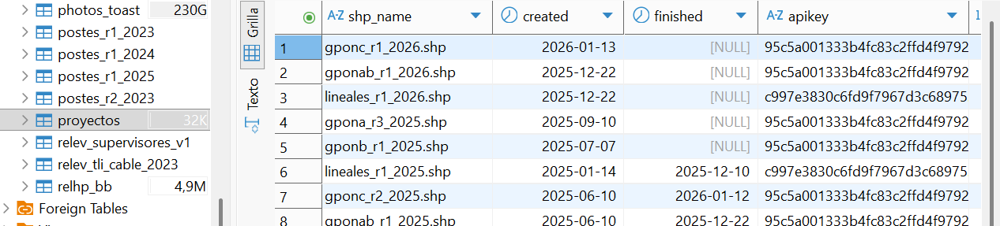 photos_toast 230G
postes_r1_2023
postes_r1_2024
postes_r1_2025
postes_r2_2023
proyectos 32K
relev_supervisores_v1
relev_tli_cable_2023
relhp_bb 4,9M
Foreign Tables
Grilla
Texto
A-Z shp_name created finished A-Z apikey
1 gponc_r1_2026.shp 2026-01-13 [NULL] 95c5a001333b4fc83c2ffd4f9792
2 gponab_r1_2026.shp 2025-12-22 [NULL] 95c5a001333b4fc83c2ffd4f9792
3 lineales_r1_2026.shp 2025-12-22 [NULL] c997e3830c6fd9f7967d3c68975
4 gpona_r3_2025.shp 2025-09-10 [NULL] 95c5a001333b4fc83c2ffd4f9792
5 gponb_r1_2025.shp 2025-07-07 [NULL] 95c5a001333b4fc83c2ffd4f9792
6 lineales_r1_2025.shp 2025-01-14 2025-12-10 c997e3830c6fd9f7967d3c68975
7 gponc_r2_2025.shp 2025-06-10 2026-01-12 95c5a001333b4fc83c2ffd4f9792
8 gponab_r1_2025.shp 2025-06-10 2025-12-22 95c5a001333b4fc83c2ffd4f9792